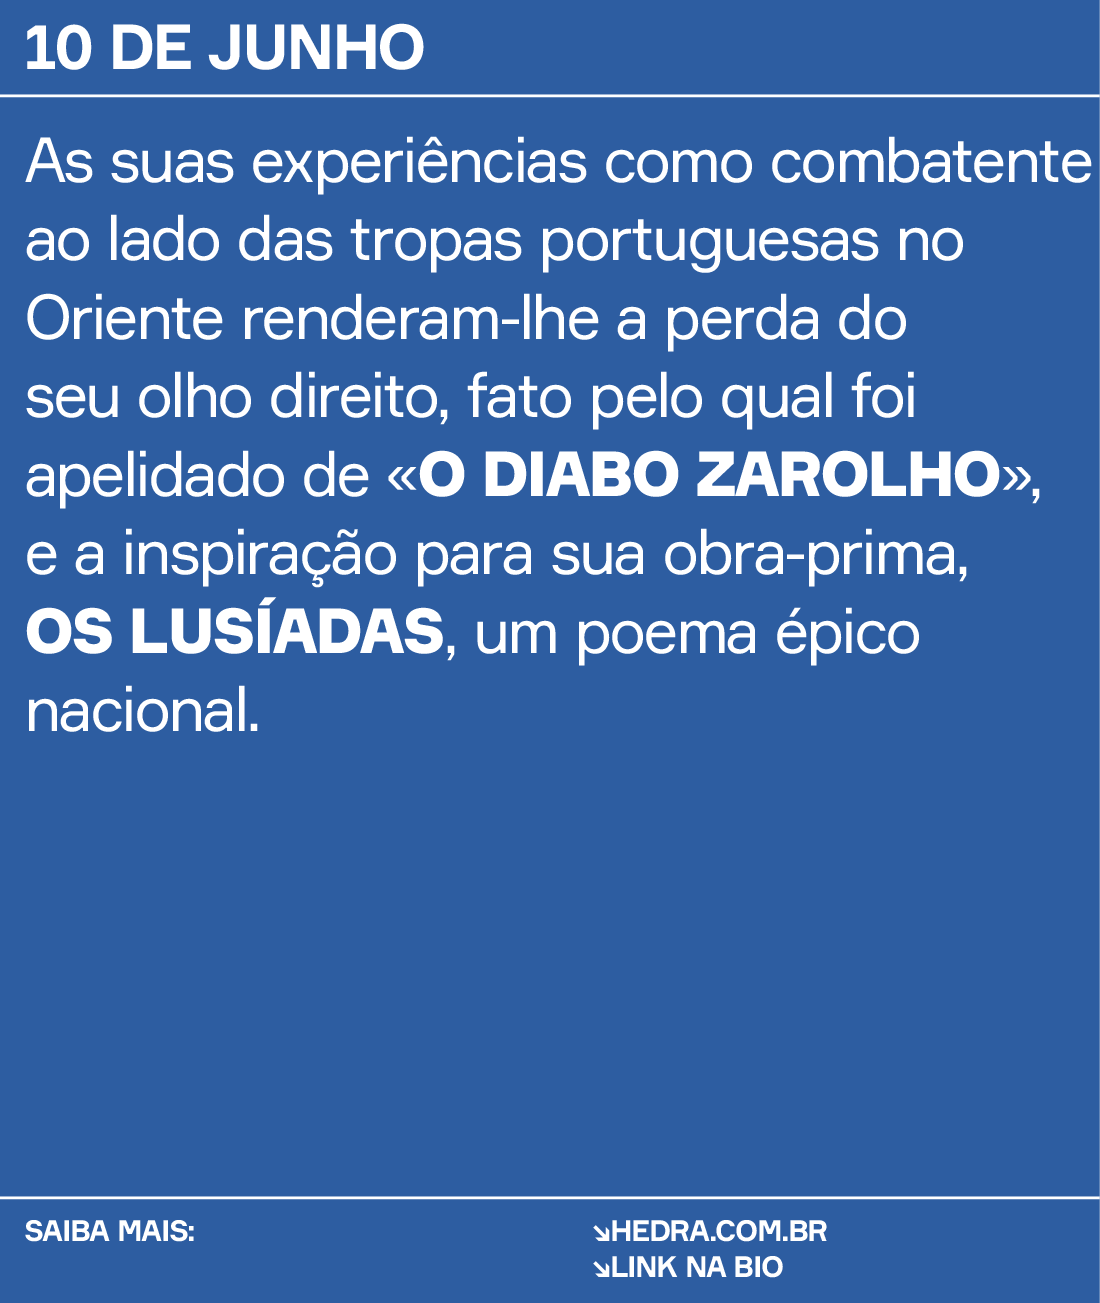 10 DE JUNHO
As suas experiências como combatente
ao lado das tropas portuguesas no
Oriente renderam-lhe a perda do
seu olho direito, fato pelo qual foi
apelidado de «O DIABO ZAROLHO»,
e a inspiração para sua obra-prima,
OS LUSÍADAS, um poema épico
nacional.
SAIBA MAIS:
↘HEDRA.COM.BR
↘LINK NA BIO